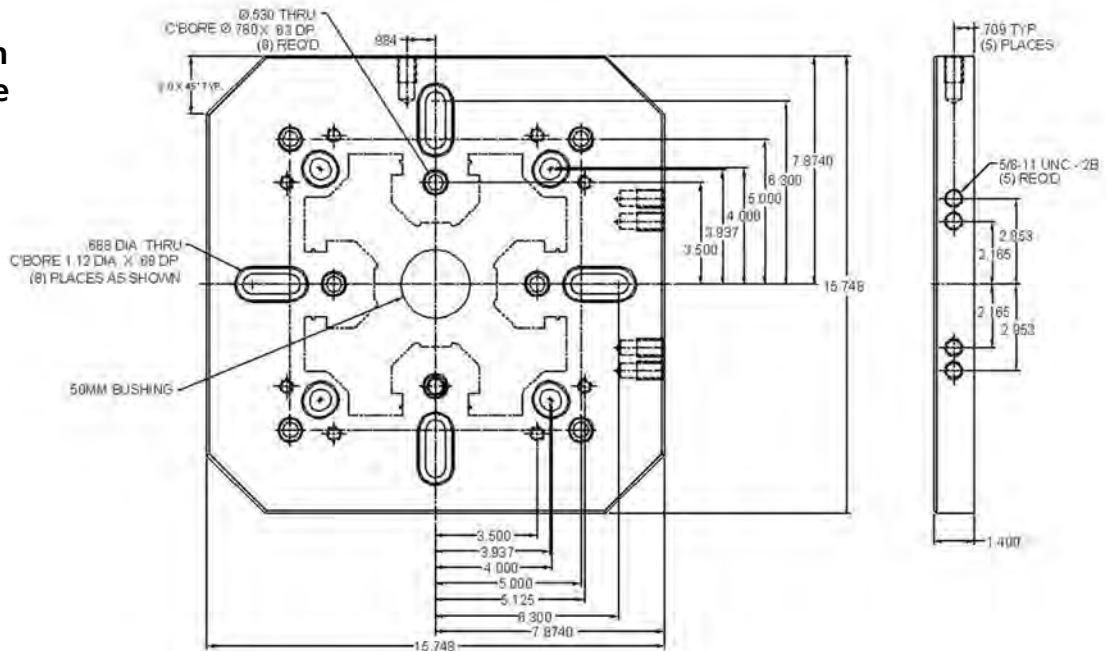 n
e
Ø.530 THRU
C'BORE Ø.780 X .63 DP.
(8) REQ'D
.984
.709 TYP.
(5) PLACES
X 45° TYP.
7.8740
6.300
5.000
4.000
3.937
3.500
15.748
5/8-11 UNC - 2B
(5) REQ'D
2.953
2.165
2.165
2.953
.688 DIA. THRU
C'BORE 1.12 DIA. X .69 DP.
(8) PLACES AS SHOWN
50MM BUSHING
3.500
3.937
4.000
5.000
5.125
6.300
7.8740
15.748
1.400